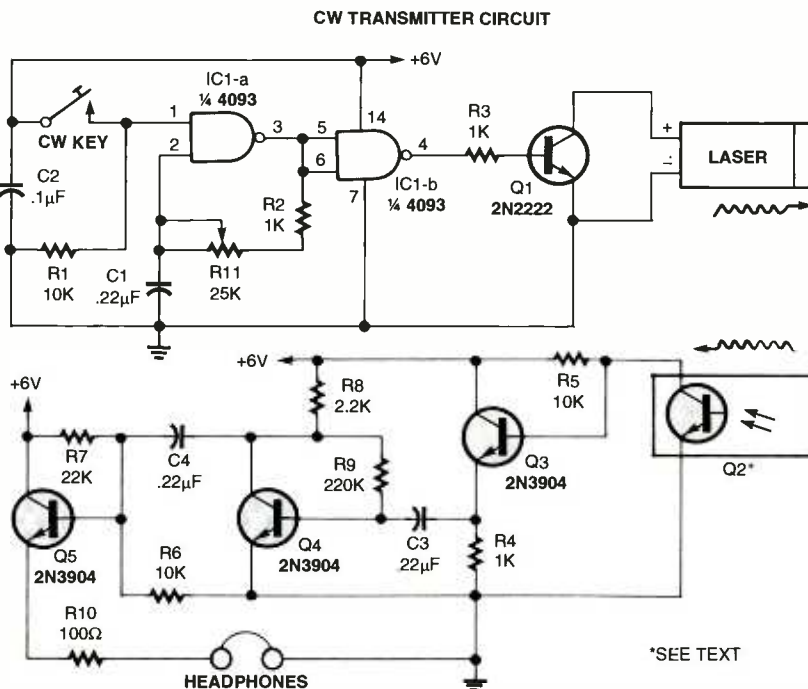 CW TRANSMITTER CIRCUIT
+6V
IC1-a
¼ 4093
CW KEY
1
2
3
5
6
14
7
4
IC1-b
¼ 4093
R3
1K
Q1
2N2222
+
-
LASER
C2
.1µF
R1
10K
C1
.22µF
R2
1K
R11
25K
+6V
+6V
R8
2.2K
R5
10K
R7
22K
C4
.22µF
R9
220K
Q3
2N3904
Q2*
Q5
2N3904
R6
10K
Q4
2N3904
C3
.22µF
R4
1K
R10
100Ω
HEADPHONES
*SEE TEXT